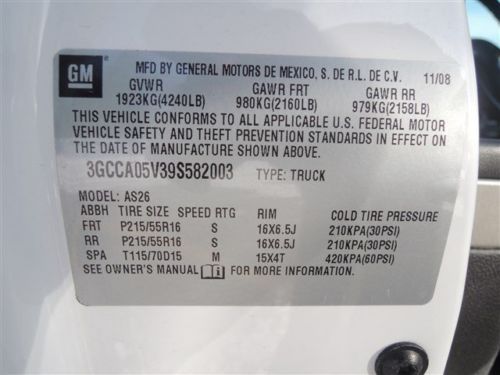 GM
MFD BY GENERAL MOTORS DE MEXICO, S. DE R.L. DE C.V. 11/08
GVWR GAWR FRT GAWR RR
1923KG(4240LB) 980KG(2160LB) 979KG(2158LB)
THIS VEHICLE CONFORMS TO ALL APPLICABLE U.S. FEDERAL MOTOR
VEHICLE SAFETY AND THEFT PREVENTION STANDARDS IN EFFECT ON
THE DATE OF MANUFACTURE SHOWN ABOVE.
3GCCA05V39S582003 TYPE: TRUCK
MODEL: AS26
ABBH TIRE SIZE SPEED RTG RIM COLD TIRE PRESSURE
FRT P215/55R16 S 16X6.5J 210KPA(30PSI)
RR P215/55R16 S 16X6.5J 210KPA(30PSI)
SPA T115/70D15 M 15X4T 420KPA(60PSI)
SEE OWNER'S MANUAL i FOR MORE INFORMATION